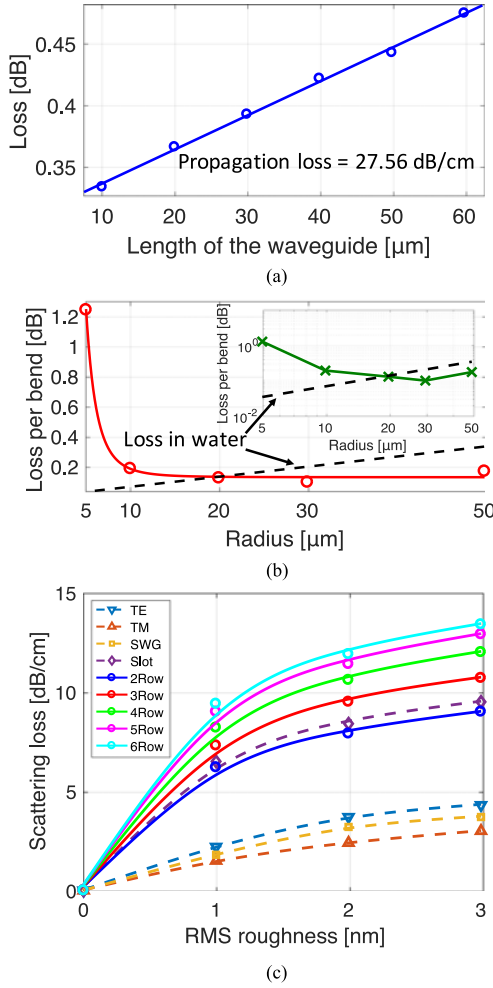 Loss [dB]
0.45
0.4
0.35
Propagation loss = 27.56 dB/cm
10 20 30 40 50 60
Length of the waveguide [µm]
(a)
Loss per bend [dB]
1.2
1
0.8
0.6
0.4
0.2
Loss per bend [dB]
10⁰
10⁻²
5 10 20 30 50
Radius [µm]
Loss in water
5 10 20 30 50
Radius [µm]
(b)
Scattering loss [dB/cm]
15
10
5
0
TE
TM
SWG
Slot
2Row
3Row
4Row
5Row
6Row
0 1 2 3
RMS roughness [nm]
(c)